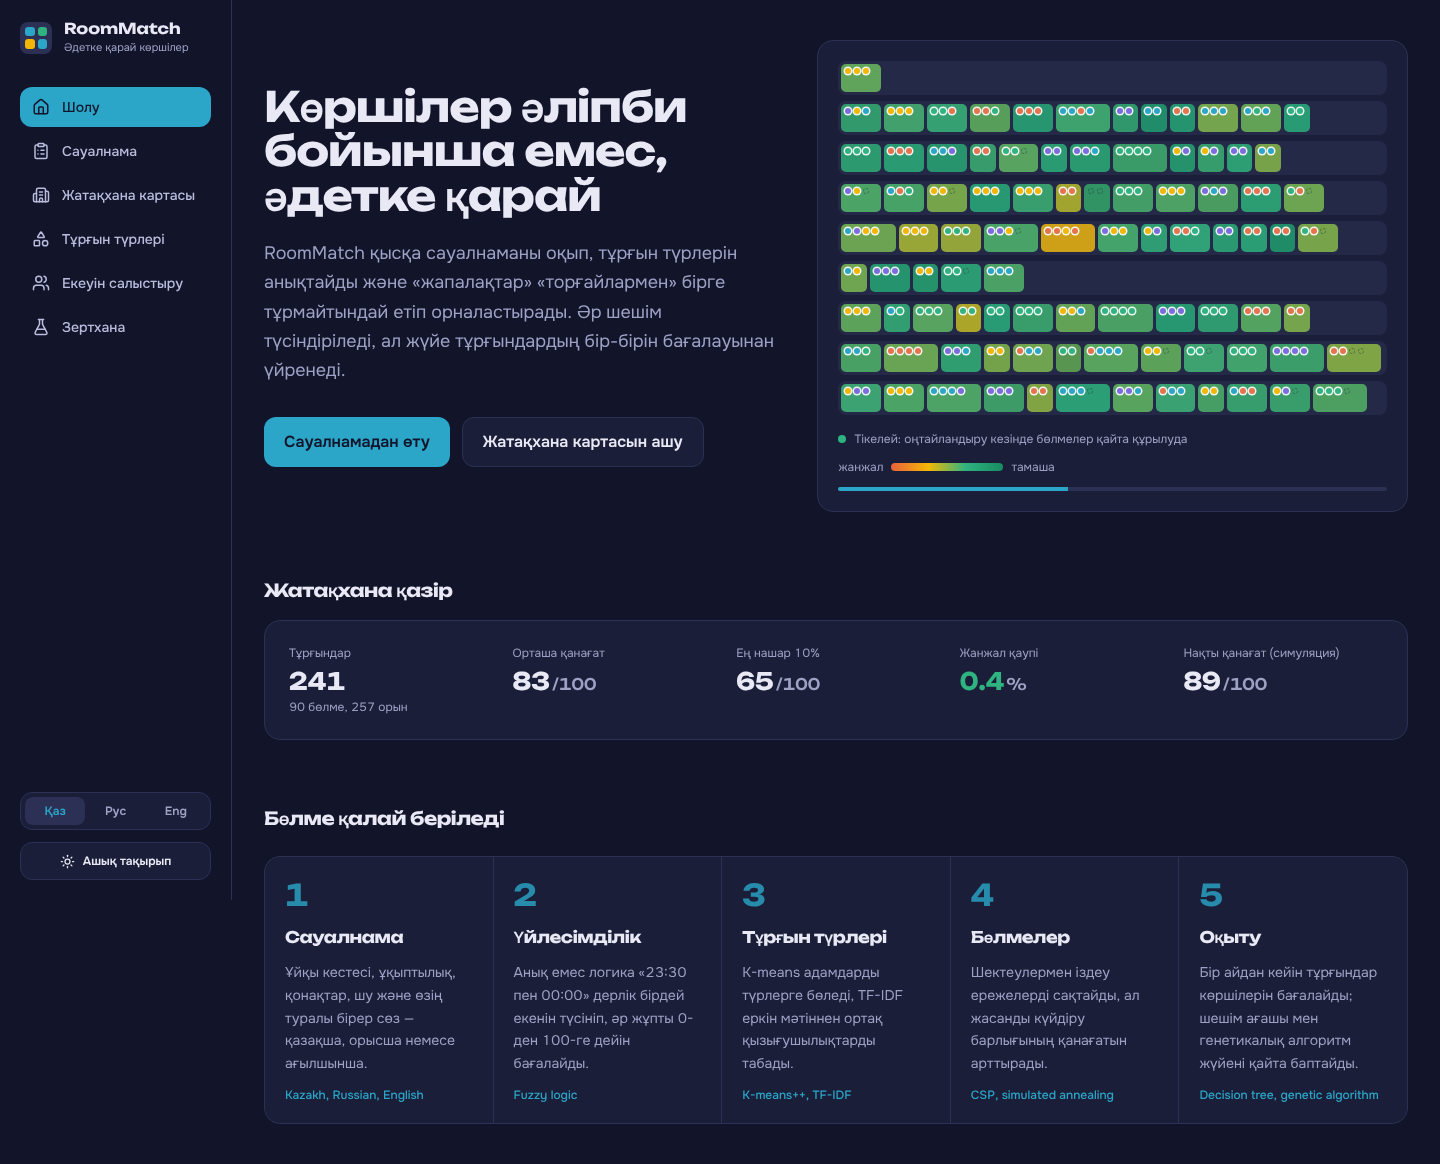 RoomMatch
Әдетке қарай көршілер
Шолу
Сауалнама
Жатақхана картасы
Тұрғын түрлері
Екеуін салыстыру
Зертхана
Қаз Рус Eng
Ашық тақырып
Көршілер әліпби
бойынша емес,
әдетке қарай
RoomMatch қысқа сауалнаманы оқып, тұрғын түрлерін
анықтайды және «жапалақтар» «торғайлармен» бірге
тұрмайтындай етіп орналастырады. Әр шешім
түсіндіріледі, ал жүйе тұрғындардың бір-бірін бағалауынан
үйренеді.
Сауалнамадан өту
Жатақхана картасын ашу
Тікелей: оңтайландыру кезінде бөлмелер қайта құрылуда
жанжал тамаша
Жатақхана қазір
Тұрғындар
241
90 бөлме, 257 орын
Орташа қанағат
83/100
Ең нашар 10%
65/100
Жанжал қаупі
0.4%
Нақты қанағат (симуляция)
89/100
Бөлме қалай беріледі
1
Сауалнама
Ұйқы кестесі, ұқыптылық,
қонақтар, шу және өзің
туралы бірер сөз —
қазақша, орысша немесе
ағылшынша.
Kazakh, Russian, English
2
Үйлесімділік
Анық емес логика «23:30
пен 00:00» дерлік бірдей
екенін түсініп, әр жұпты 0-
ден 100-ге дейін
бағалайды.
Fuzzy logic
3
Тұрғын түрлері
K-means адамдарды
түрлерге бөледі, TF-IDF
еркін мәтіннен ортақ
қызығушылықтарды
табады.
K-means++, TF-IDF
4
Бөлмелер
Шектеулермен іздеу
ережелерді сақтайды, ал
жасанды күйдіру
барлығының қанағатын
арттырады.
CSP, simulated annealing
5
Оқыту
Бір айдан кейін тұрғындар
көршілерін бағалайды;
шешім ағашы мен
генетикалық алгоритм
жүйені қайта баптайды.
Decision tree, genetic algorithm